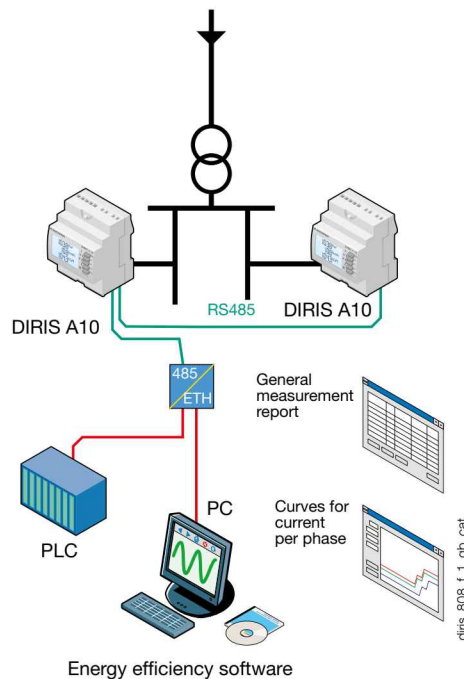 RS485
DIRIS A10
DIRIS A10
485
ETH
General
measurement
report
PC
Curves for
current
per phase
PLC
Energy efficiency software
diris_808_f_1_gb_cat